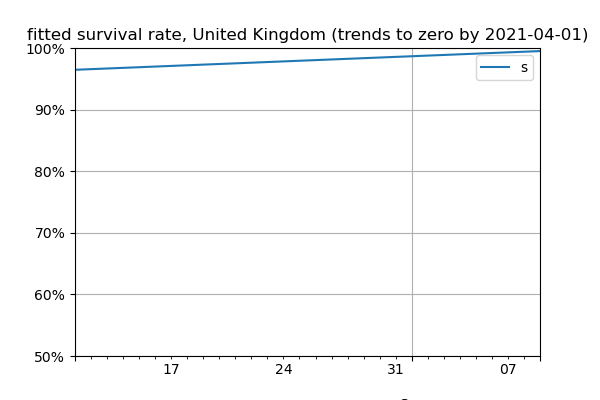 fitted survival rate, United Kingdom (trends to zero by 2021-04-01)
100%
s
90%
80%
70%
60%
50%
17 24 31 07